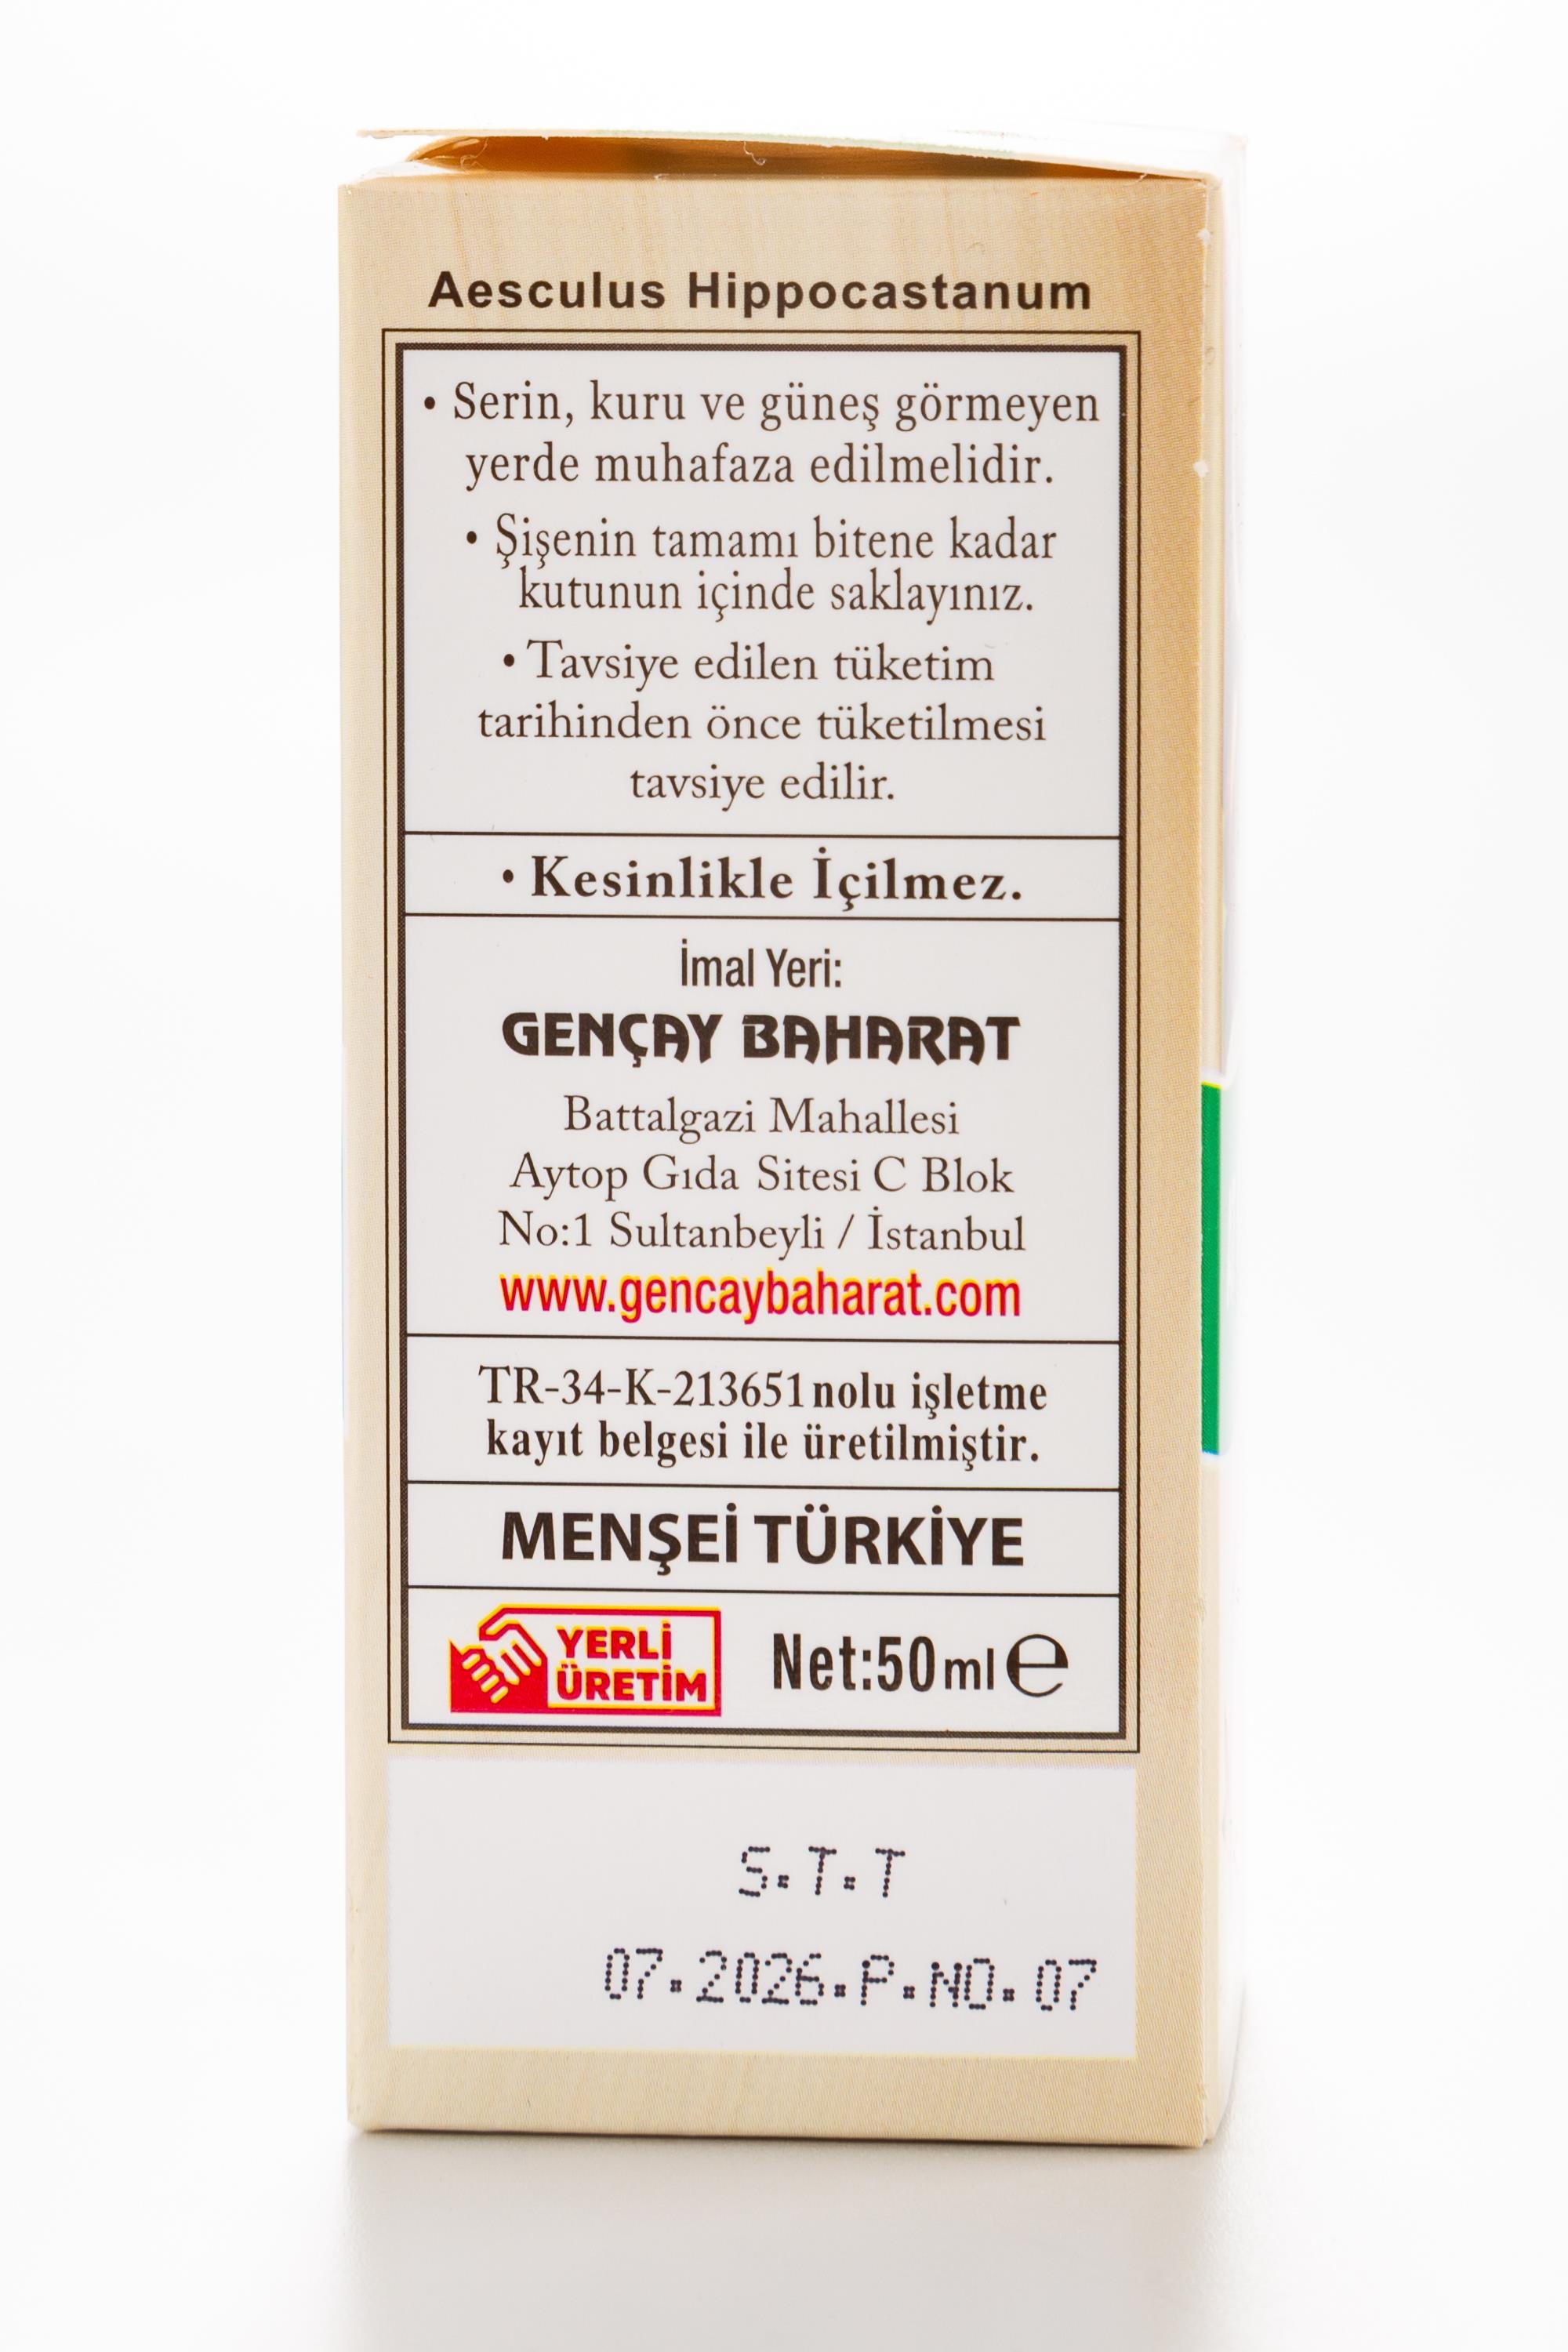 Aesculus Hippocastanum
• Serin, kuru ve güneş görmeyen
yerde muhafaza edilmelidir.
• Şişenin tamamı bitene kadar
kutunun içinde saklayınız.
• Tavsiye edilen tüketim
tarihinden önce tüketilmesi
tavsiye edilir.
• Kesinlikle İçilmez.
İmal Yeri:
GENÇAY BAHARAT
Battalgazi Mahallesi
Aytop Gıda Sitesi C Blok
No:1 Sultanbeyli / İstanbul
www.gencaybaharat.com
TR-34-K-213651 nolu işletme
kayıt belgesi ile üretilmiştir.
MENŞEİ TÜRKİYE
YERLİ
ÜRETİM
Net:50 ml ℮
S.T.T
07.2026.P.NO.07